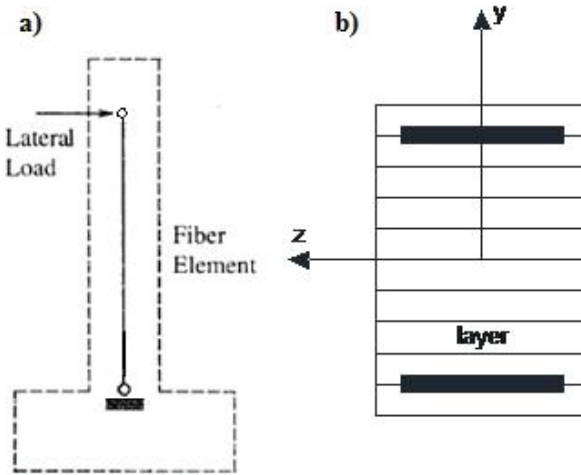 a)
Lateral
Load
Fiber
Element
b)
y
z
layer